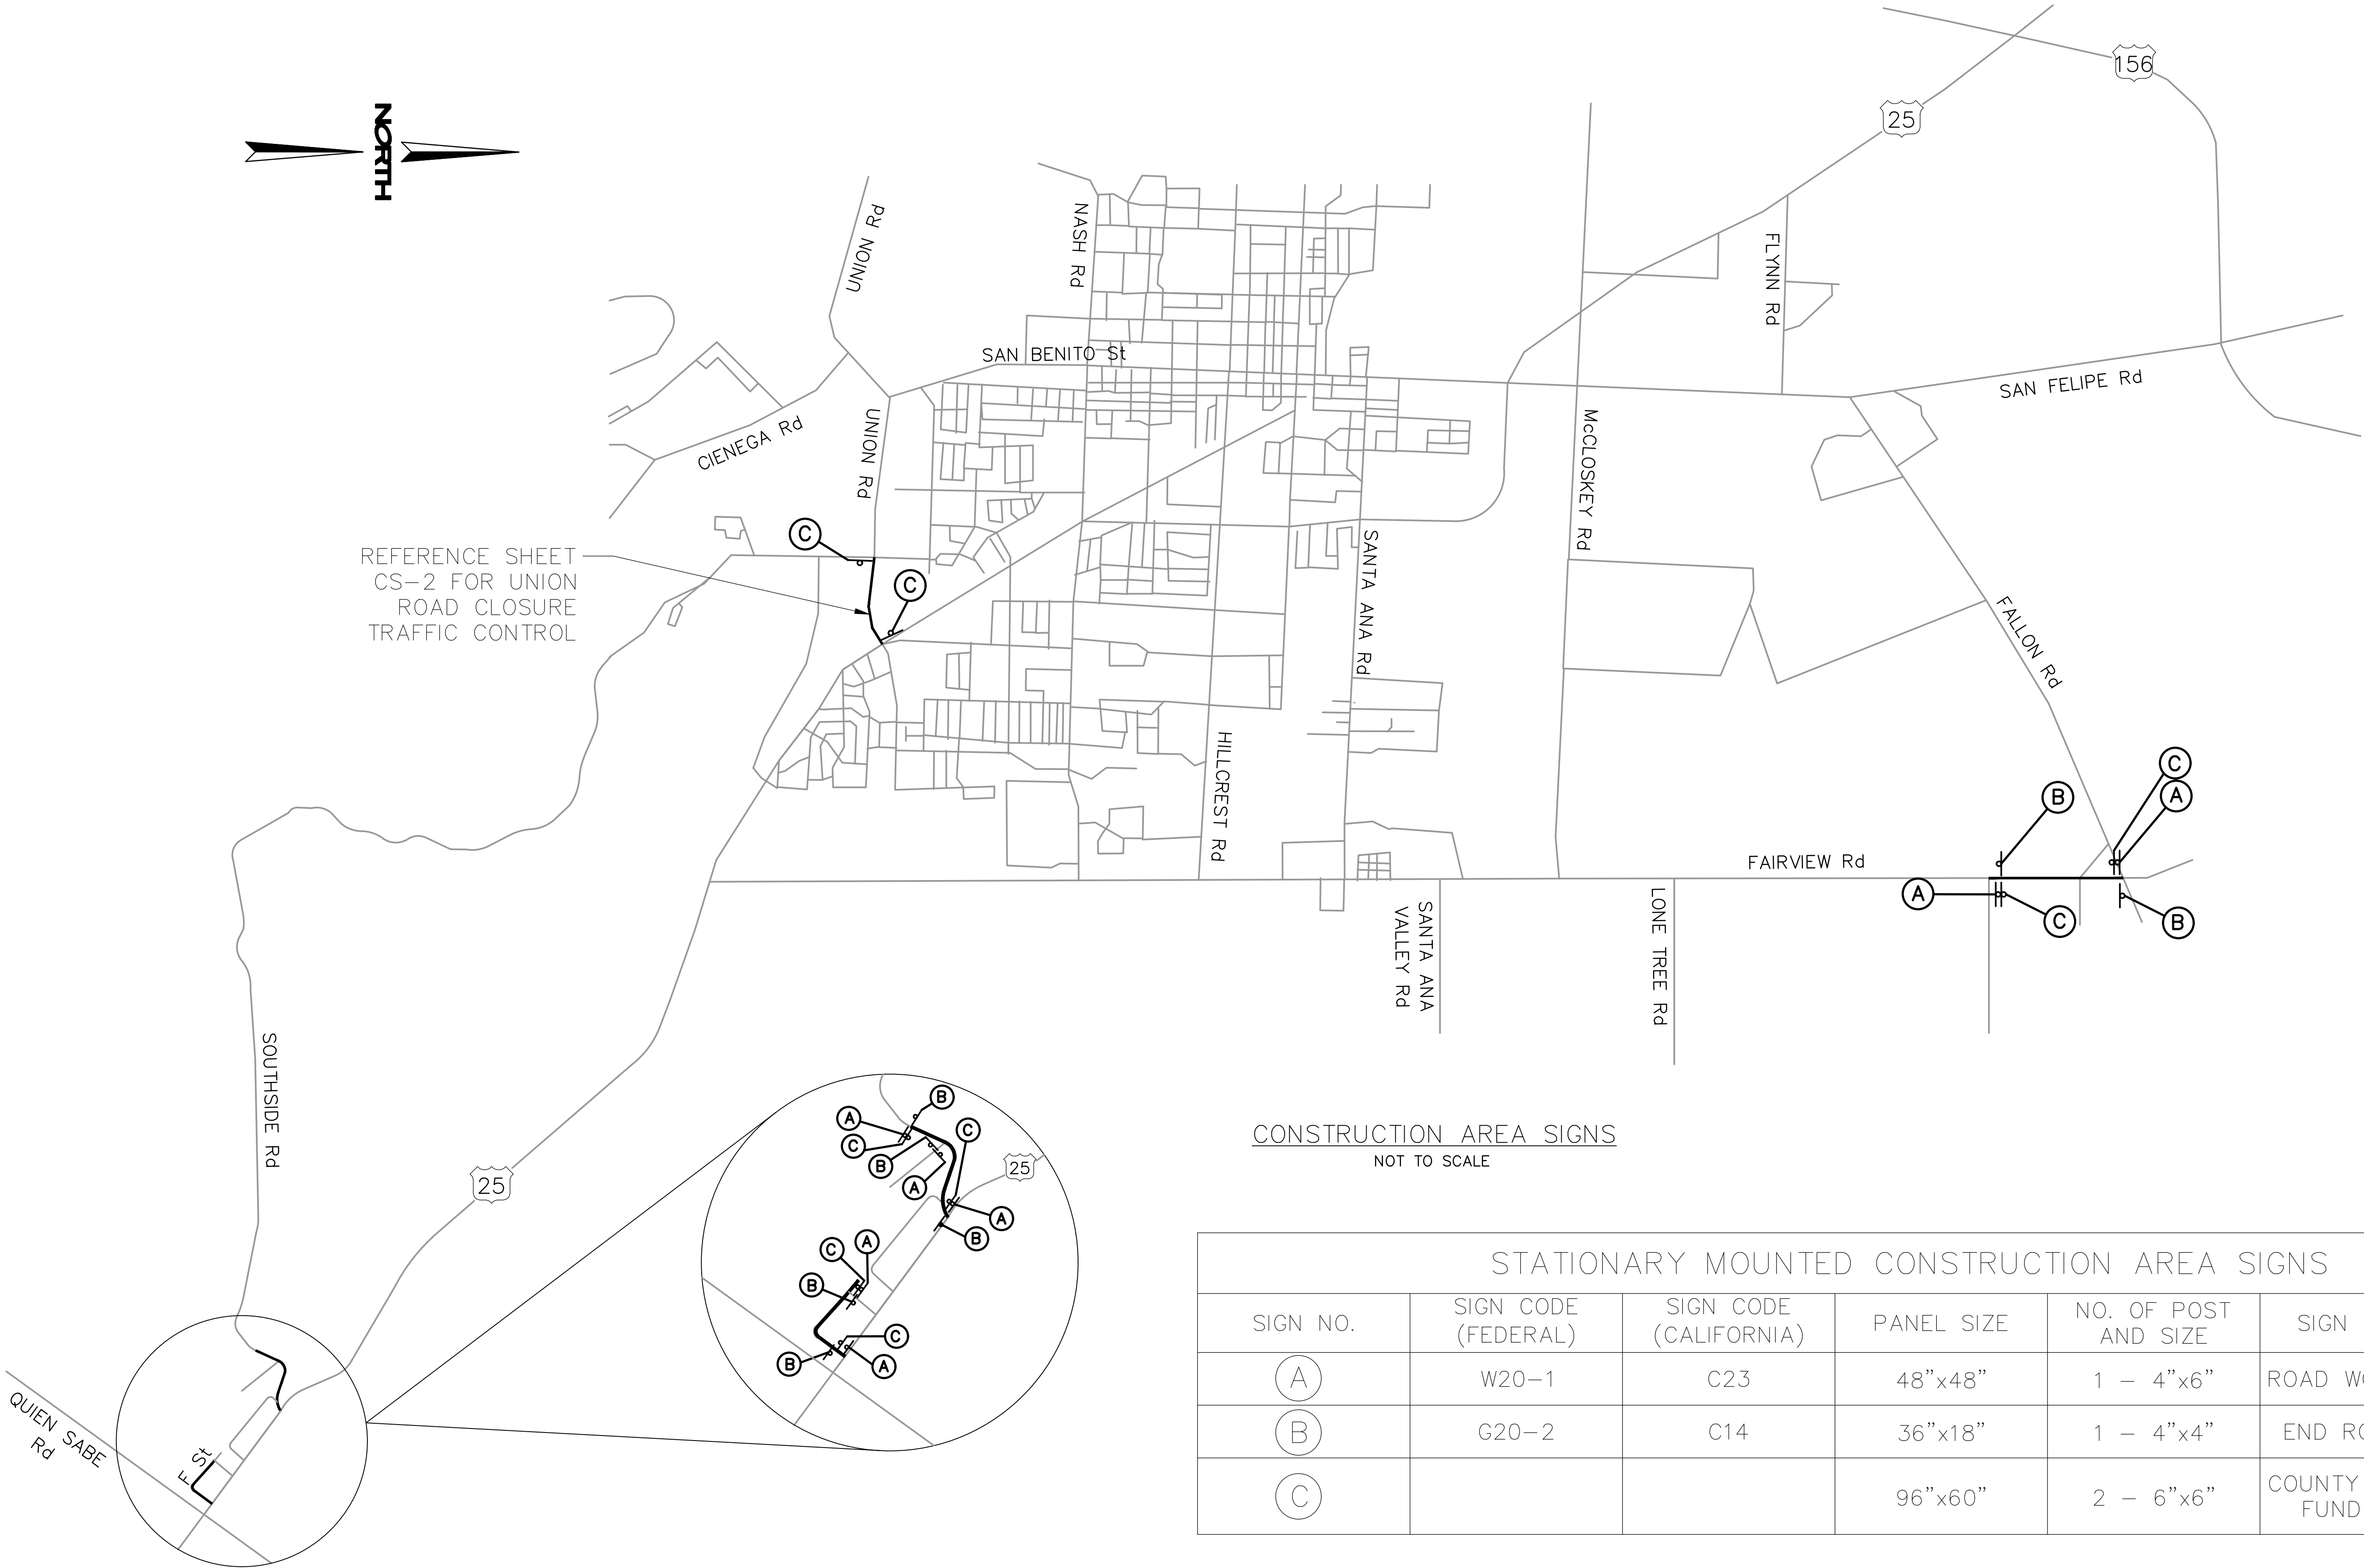 156
25
NORTH
UNION Rd
NASH Rd
FLYNN Rd
SAN BENITO St
SAN FELIPE Rd
CIENEGA Rd
UNION Rd
McCLOSKEY Rd
C
REFERENCE SHEET
CS-2 FOR UNION
ROAD CLOSURE
TRAFFIC CONTROL
C
SANTA ANA Rd
FALLON Rd
HILLCREST Rd
C
B
A
FAIRVIEW Rd
A
C
B
SANTA ANA
VALLEY Rd
LONE TREE Rd
SOUTHSIDE Rd
25
QUIEN SABE
Rd
F St
B
A
C
C
B
A
25
A
B
C
A
B
C
B
A
CONSTRUCTION AREA SIGNS
NOT TO SCALE
STATIONARY MOUNTED CONSTRUCTION AREA SIGNS
SIGN NO.
SIGN CODE
(FEDERAL)
SIGN CODE
(CALIFORNIA)
PANEL SIZE
NO. OF POST
AND SIZE
SIGN
A
W20-1
C23
48"x48"
1 - 4"x6"
ROAD
B
G20-2
C14
36"x18"
1 - 4"x4"
END
C
96"x60"
2 - 6"x6"
COUNTY
FUND